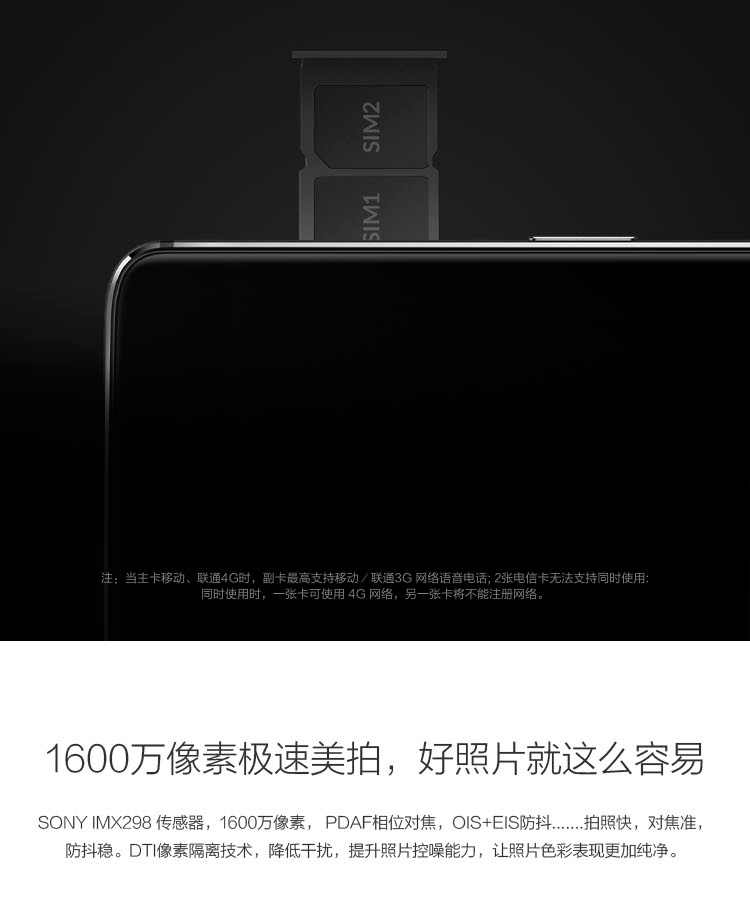 SIM2
SIM1
注：当主卡移动、联通4G时，副卡最高支持移动 / 联通3G 网络语音电话; 2张电信卡无法支持同时使用:
同时使用时，一张卡可使用 4G 网络，另一张卡将不能注册网络。
1600万像素极速美拍，好照片就这么容易
SONY IMX298 传感器，1600万像素， PDAF相位对焦，OIS+EIS防抖.......拍照快，对焦准，
防抖稳。DTI像素隔离技术，降低干扰，提升照片控噪能力，让照片色彩表现更加纯净。